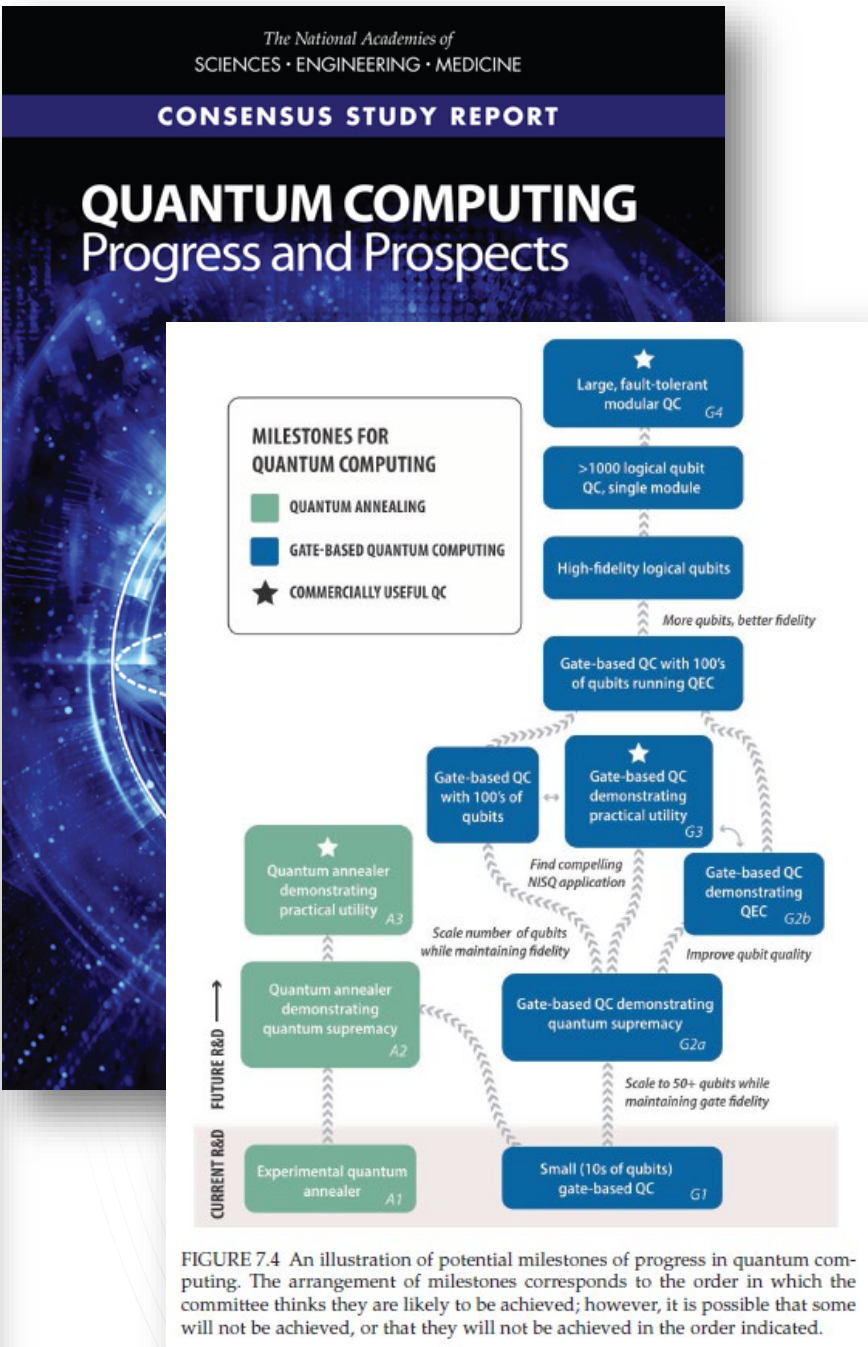 The National Academies of
SCIENCES • ENGINEERING • MEDICINE
CONSENSUS STUDY REPORT
QUANTUM COMPUTING
Progress and Prospects
MILESTONES FOR
QUANTUM COMPUTING
QUANTUM ANNEALING
GATE-BASED QUANTUM COMPUTING
COMMERCIALLY USEFUL QC
Large, fault-tolerant
modular QC
G4
>1000 logical qubit
QC, single module
High-fidelity logical qubits
More qubits, better fidelity
Gate-based QC with 100's
of qubits running QEC
Gate-based QC
with 100's of
qubits
Gate-based QC
demonstrating
practical utility
G3
Quantum annealer
demonstrating
practical utility
A3
Find compelling
NISQ application
Gate-based QC
demonstrating
QEC
G2b
Scale number of qubits
while maintaining fidelity
Improve qubit quality
Quantum annealer
demonstrating
quantum supremacy
A2
Gate-based QC demonstrating
quantum supremacy
G2a
FUTURE R&D
Scale to 50+ qubits while
maintaining gate fidelity
CURRENT R&D
Experimental quantum
annealer
A1
Small (10s of qubits)
gate-based QC
G1
FIGURE 7.4 An illustration of potential milestones of progress in quantum com-
puting. The arrangement of milestones corresponds to the order in which the
committee thinks they are likely to be achieved; however, it is possible that some
will not be achieved, or that they will not be achieved in the order indicated.